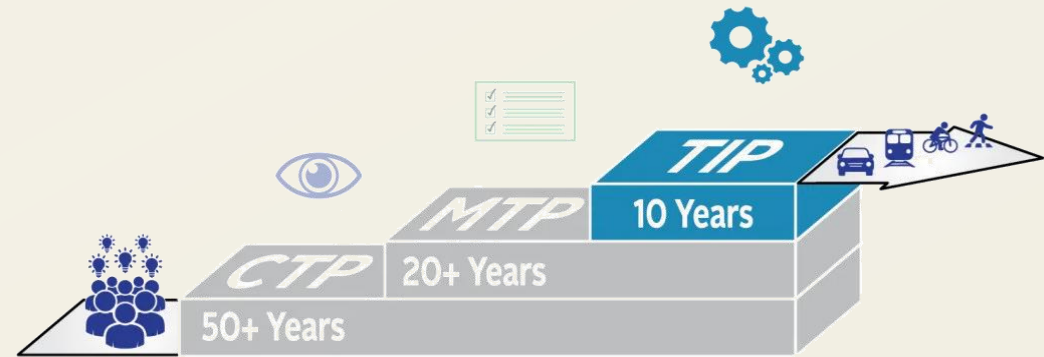 TIP
10 Years
MTP
20+ Years
CTP
50+ Years